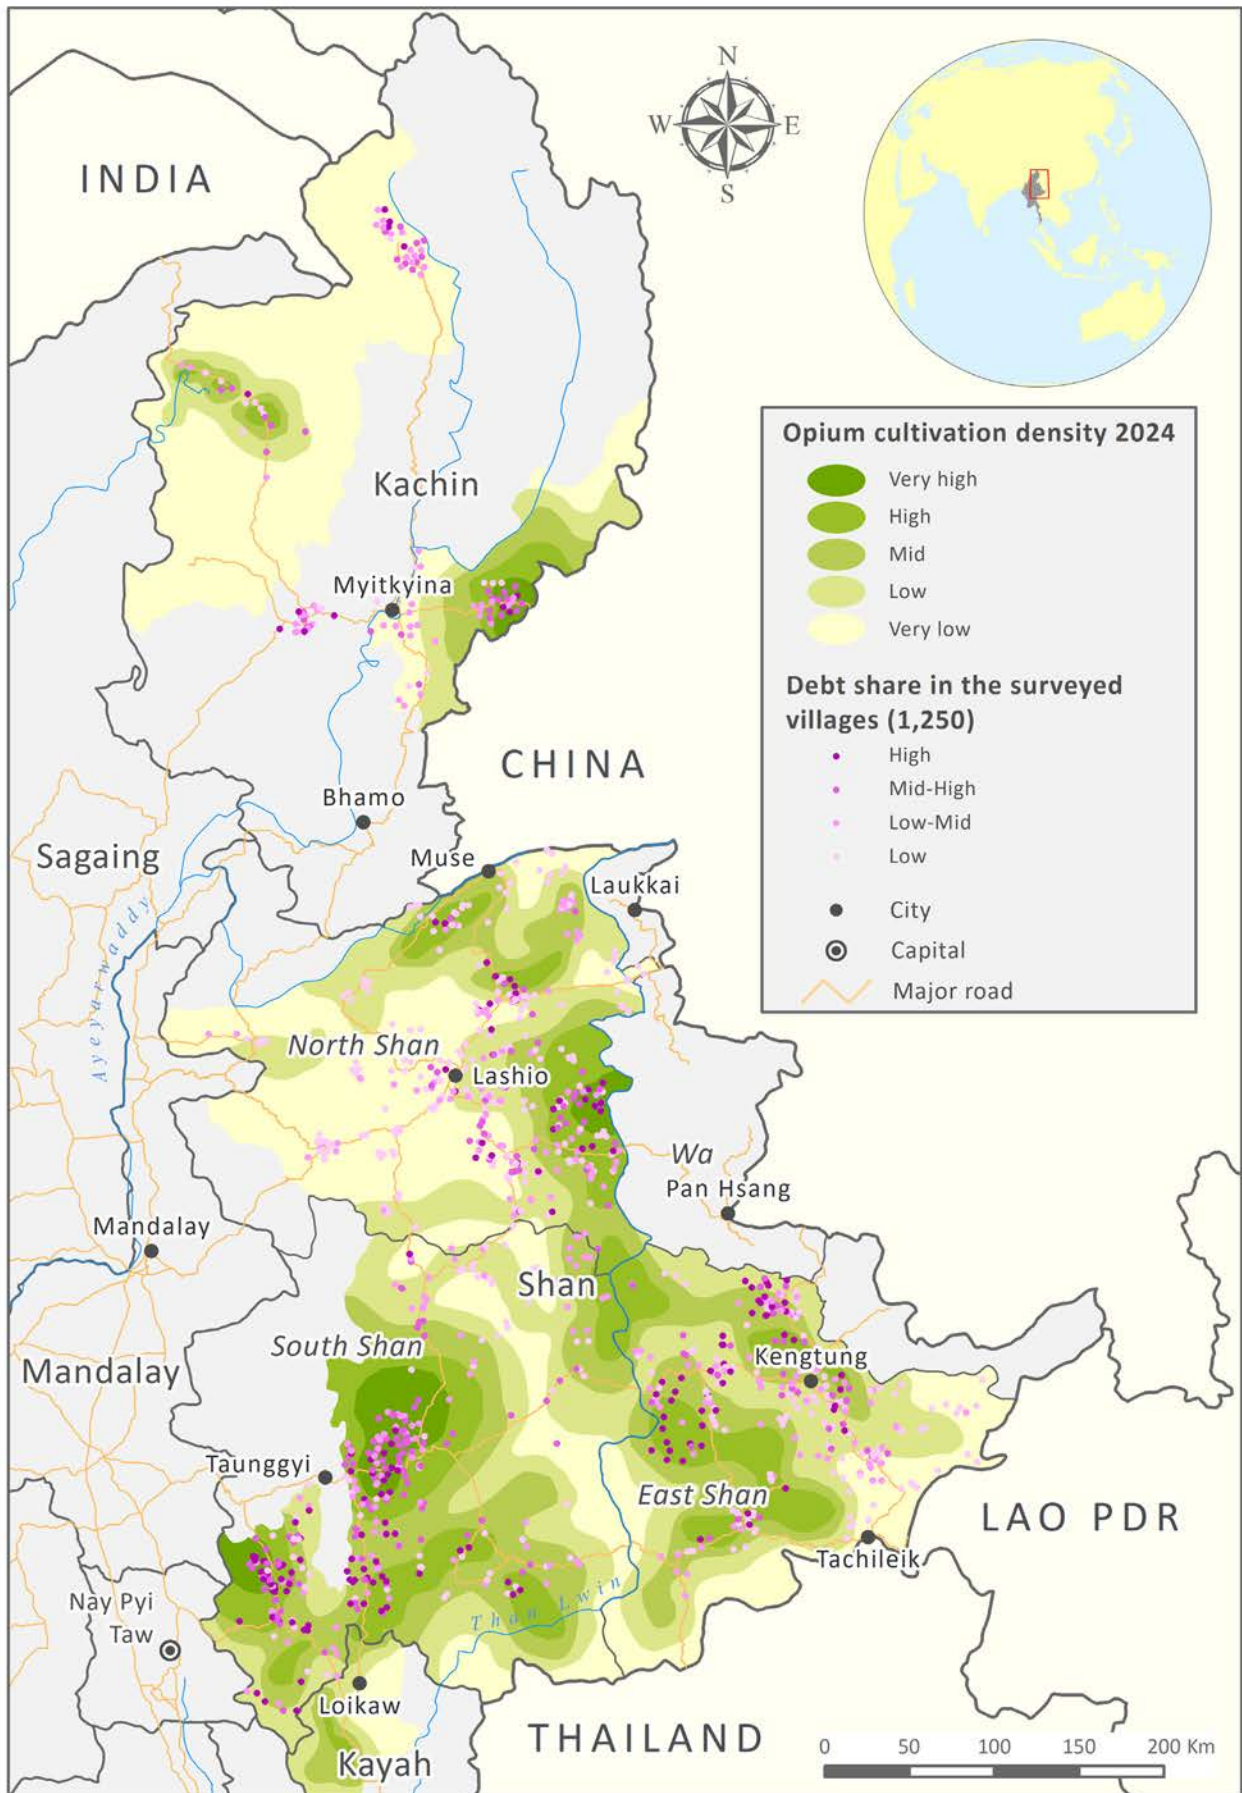 N
W
E
S
INDIA
Opium cultivation density 2024
Very high
High
Mid
Low
Very low
Debt share in the surveyed
villages (1,250)
High
Mid-High
Low-Mid
Low
City
Capital
Major road
Kachin
Myitkyina
CHINA
Bhamo
Sagaing
Muse
Laukkai
Ayeyarwaddy
North Shan
Lashio
Wa
Pan Hsang
Mandalay
Shan
South Shan
Mandalay
Kengtung
Taunggyi
East Shan
LAO PDR
Tachileik
Nay Pyi
Taw
Than Lwin
Loikaw
THAILAND
Kayah
0 50 100 150 200 Km